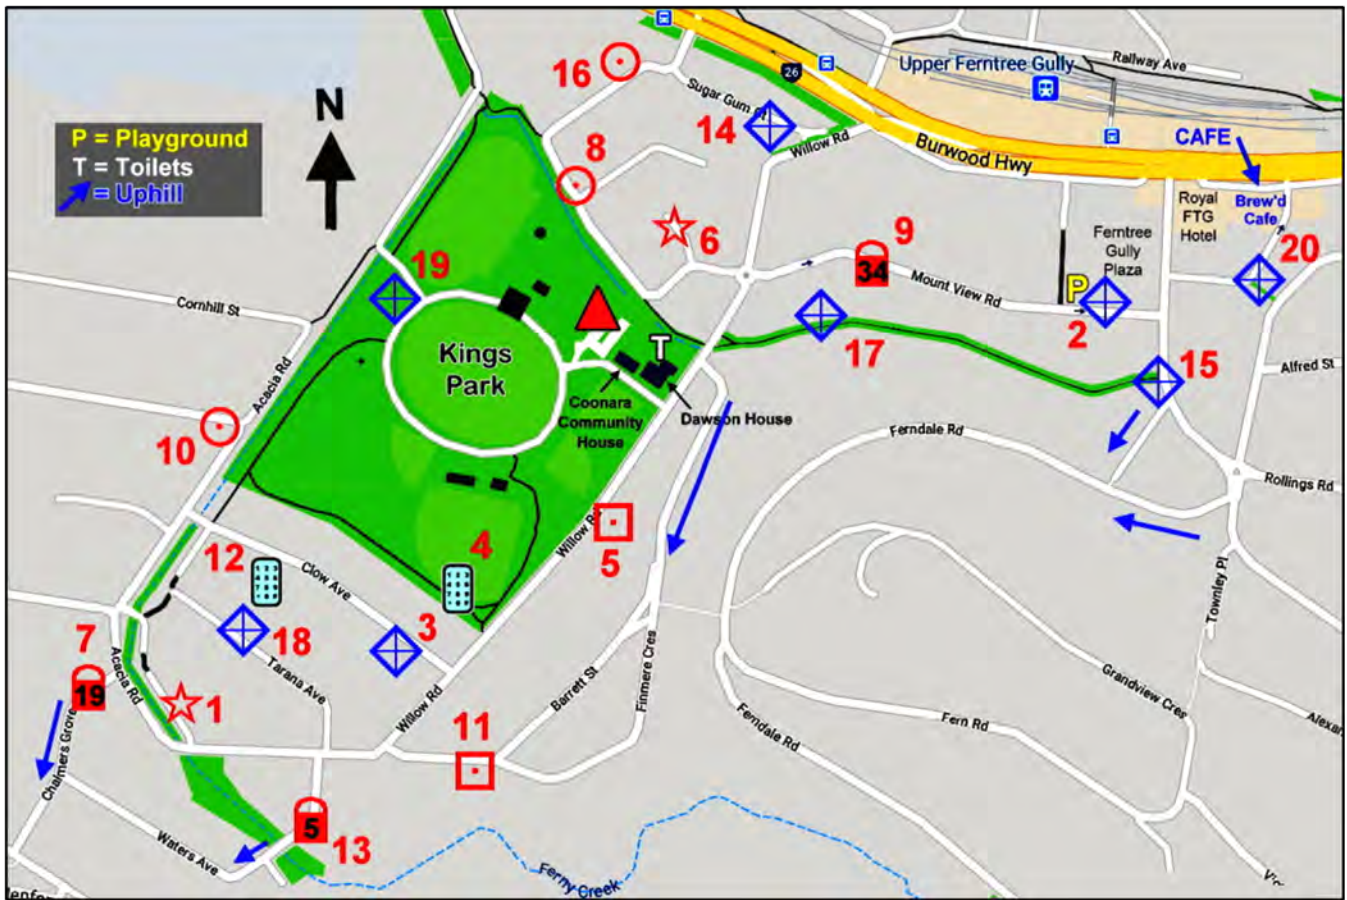 16
26
Upper Ferntree Gully
Railway Ave
N
P = Playground
T = Toilets
= Uphill
Sugar Gum Pl
14
Willow Rd
Burwood Hwy
CAFE
8
Royal
FTG
Hotel
Brew'd
Cafe
6
9
34
Ferntree
Gully
Plaza
20
19
Cornhill St
Mount View Rd
P
2
17
Kings
Park
T
15
Alfred St
Acacia Rd
Coonara
Community
House
Dawson House
Ferndale Rd
10
Rollings Rd
Willow Rd
5
4
12
Clow Ave
3
18
Tarana Ave
7
19
Acacia Rd
1
Willow Rd
Barrett St
Finmere Cres
Townley Pl
Grandview Cres
Fern Rd
Ferndale Rd
11
Chalmers Grove
5
13
Waters Ave
Ferny Creek